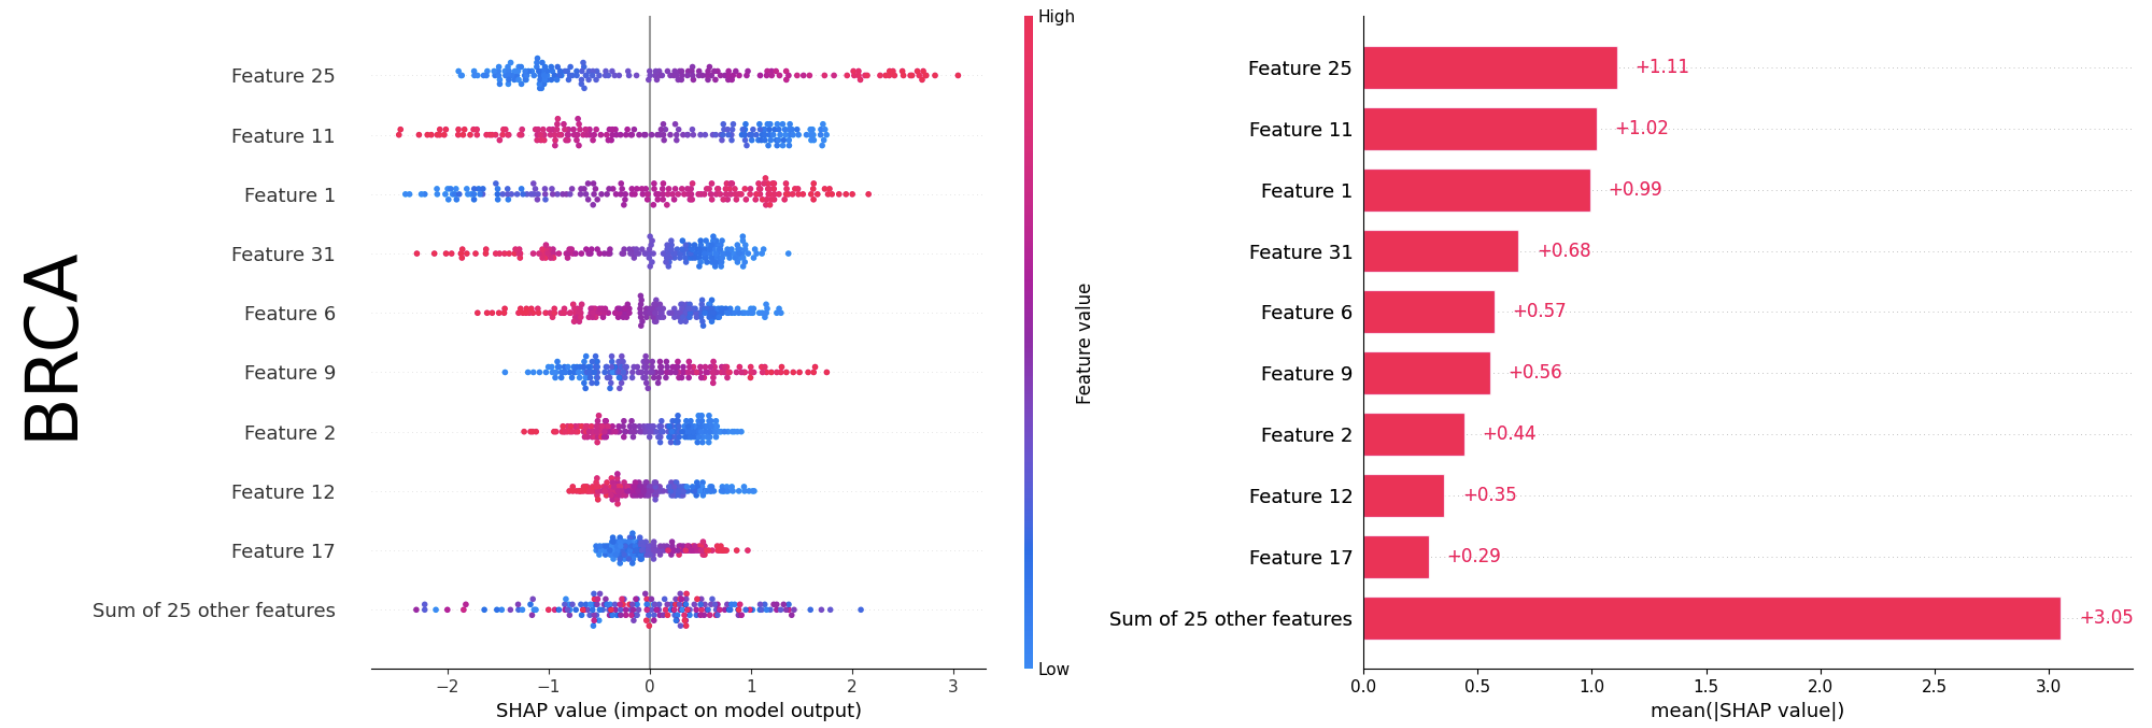 BRCA
Feature 25
Feature 11
Feature 1
Feature 31
Feature 6
Feature 9
Feature 2
Feature 12
Feature 17
Sum of 25 other features
−2 −1 0 1 2 3
SHAP value (impact on model output)
High
Feature value
Low
Feature 25 +1.11
Feature 11 +1.02
Feature 1 +0.99
Feature 31 +0.68
Feature 6 +0.57
Feature 9 +0.56
Feature 2 +0.44
Feature 12 +0.35
Feature 17 +0.29
Sum of 25 other features +3.05
0.0 0.5 1.0 1.5 2.0 2.5 3.0
mean(|SHAP value|)